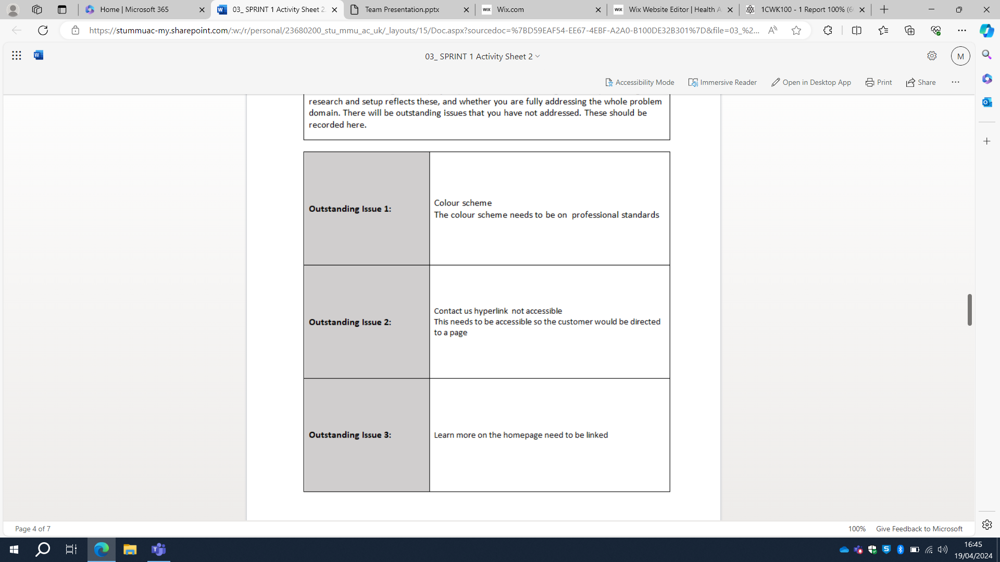 Home | Microsoft 365
03_ SPRINT 1 Activity Sheet 2.
Team Presentation.pptx
WIX
Wix.com
WIX
Wix Website Editor | Health A
1CWK100 - 1 Report 100% (6
https://stummuac-my.sharepoint.com/:w:/r/personal/23680200_stu_mmu_ac_uk/_layouts/15/Doc.aspx?sourcedoc=%7BD59EAF54-EE67-4EBF-A2A0-B100DE32B301%7D&file=03_%2...
03_ SPRINT 1 Activity Sheet 2
M
Accessibility Mode
Immersive Reader
Open in Desktop App
Print
Share
research and setup reflects these, and whether you are fully addressing the whole problem
domain. There will be outstanding issues that you have not addressed. These should be
recorded here.
Outstanding Issue 1:
Colour scheme
The colour scheme needs to be on  professional standards
Outstanding Issue 2:
Contact us hyperlink  not accessible
This needs to be accessible so the customer would be directed
to a page
Outstanding Issue 3:
Learn more on the homepage need to be linked
Page 4 of 7
100%
Give Feedback to Microsoft
16:45
19/04/2024